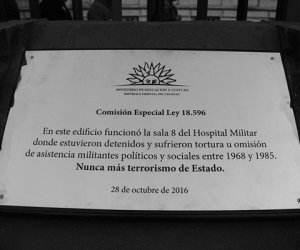 MINISTERIO DE EDUCACIÓN Y CULTURA
REPÚBLICA ORIENTAL DEL URUGUAY
Comisión Especial Ley 18.596
En este edificio funcionó la sala 8 del Hospital Militar
donde estuvieron detenidos y sufrieron tortura u omisión
de asistencia militantes políticos y sociales entre 1968 y 1985.
Nunca más terrorismo de Estado.
28 de octubre de 2016